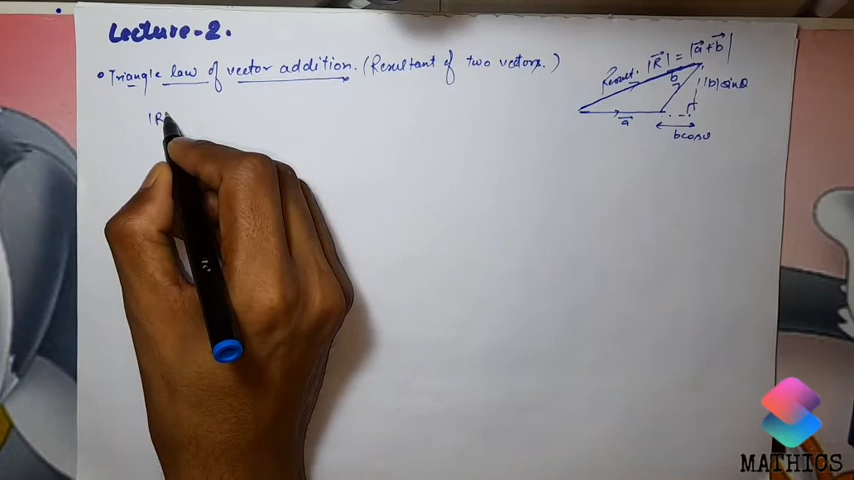 Lecture-2.
• Triangle law of vector addition. (Resultant of two vectors.)
Result. |R⃗| = |a⃗+b⃗|
b
|b|sinθ
a⃗
bcosθ
|R
MATHIOS